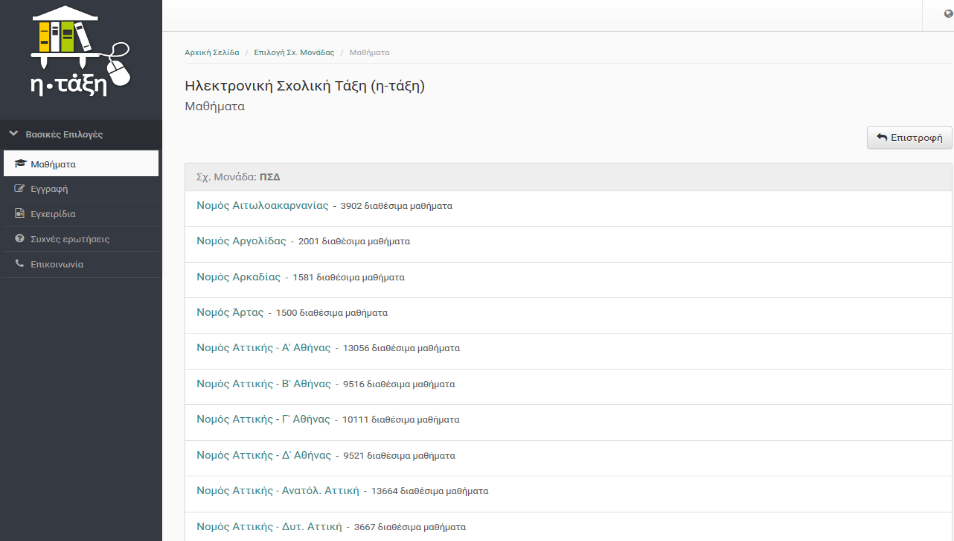 η·τάξη
Βασικές Επιλογές
Μαθήματα
Εγγραφή
Εγχειρίδια
Συχνές ερωτήσεις
Επικοινωνία
Αρχική Σελίδα / Επιλογή Σχ. Μονάδας / Μαθήματα
Ηλεκτρονική Σχολική Τάξη (η-τάξη)
Μαθήματα
Επιστροφή
Σχ. Μονάδα: ΠΣΔ
Νομός Αιτωλοακαρνανίας - 3902 διαθέσιμα μαθήματα
Νομός Αργολίδας - 2001 διαθέσιμα μαθήματα
Νομός Αρκαδίας - 1581 διαθέσιμα μαθήματα
Νομός Άρτας - 1500 διαθέσιμα μαθήματα
Νομός Αττικής - Α' Αθήνας - 13056 διαθέσιμα μαθήματα
Νομός Αττικής - Β' Αθήνας - 9516 διαθέσιμα μαθήματα
Νομός Αττικής - Γ' Αθήνας - 10111 διαθέσιμα μαθήματα
Νομός Αττικής - Δ' Αθήνας - 9521 διαθέσιμα μαθήματα
Νομός Αττικής - Ανατόλ. Αττική - 13664 διαθέσιμα μαθήματα
Νομός Αττικής - Δυτ. Αττική - 3667 διαθέσιμα μαθήματα